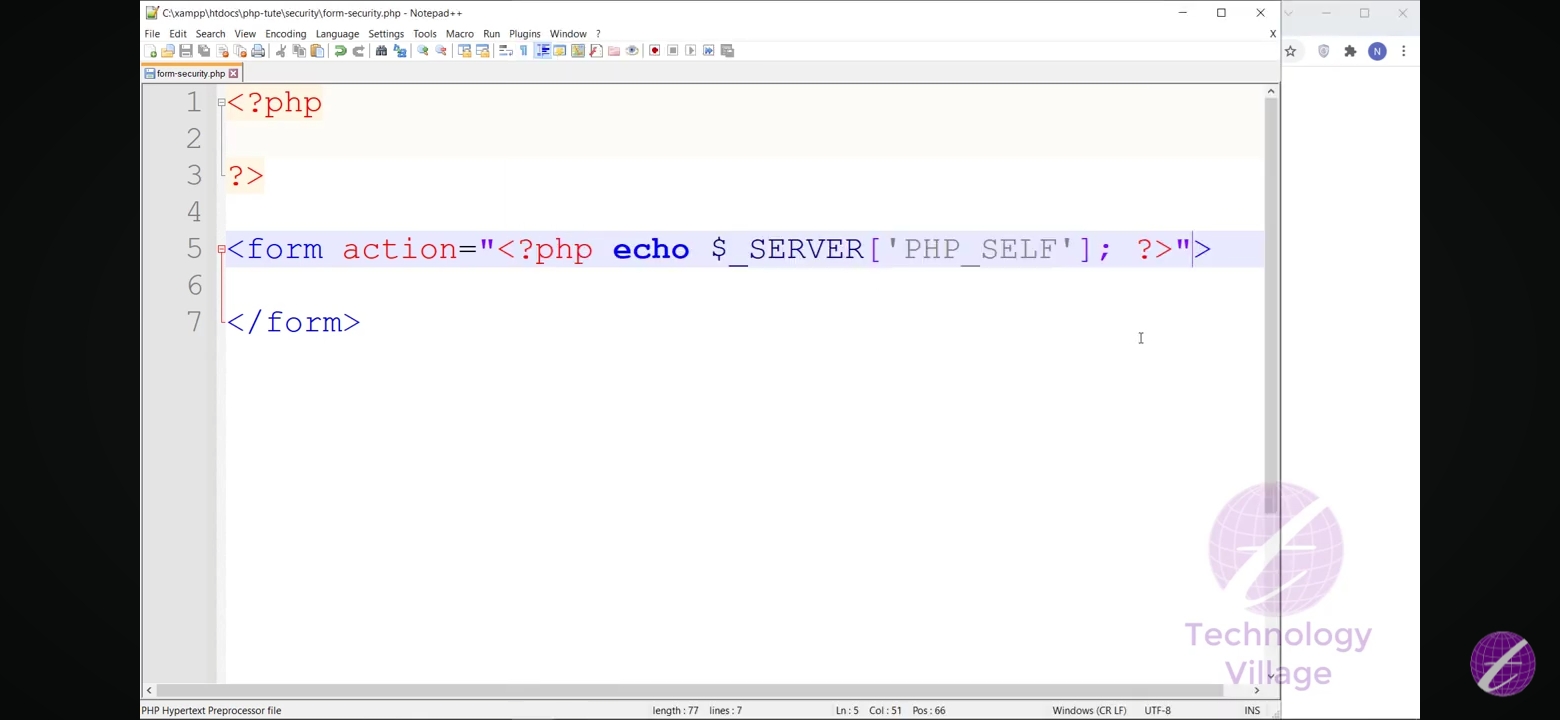 C:\xampp\htdocs\php-tute\security\form-security.php - Notepad++
File Edit Search View Encoding Language Settings Tools Macro Run Plugins Window ? X
form-security.php
N
1 <?php
2
3 ?>
4
5 <form action="<?php echo $_SERVER['PHP_SELF']; ?>">
6
7 </form>
Technology
Village
PHP Hypertext Preprocessor file length : 77 lines : 7 Ln : 5 Col : 51 Pos : 66 Windows (CR LF) UTF-8 INS